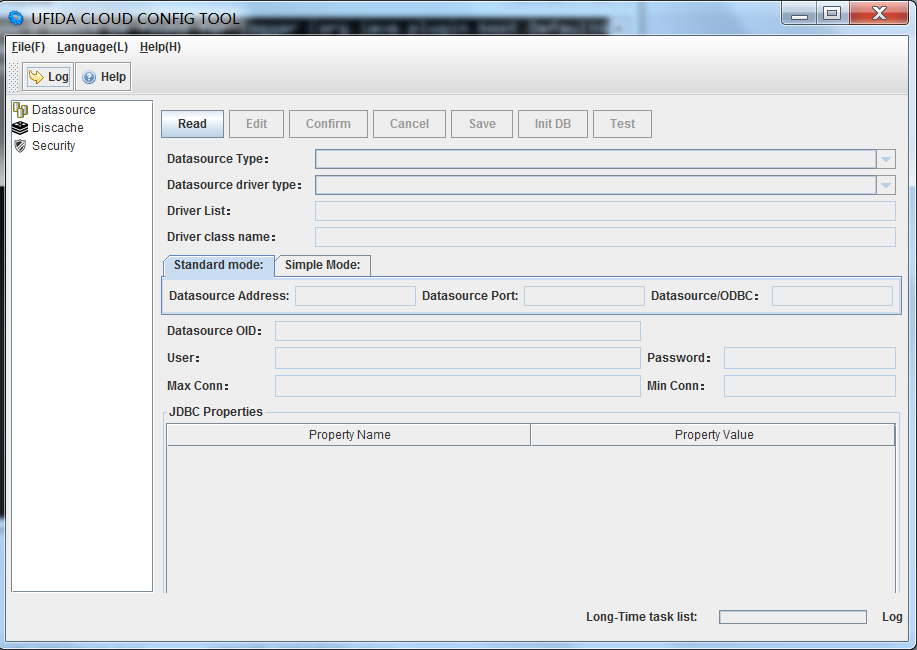 UFIDA CLOUD CONFIG TOOL
File(F) Language(L) Help(H)
Log Help
Datasource
Discache
Security
Read Edit Confirm Cancel Save Init DB Test
Datasource Type：
Datasource driver type：
Driver List：
Driver class name：
Standard mode: Simple Mode:
Datasource Address: Datasource Port: Datasource/ODBC：
Datasource OID：
User： Password：
Max Conn： Min Conn：
JDBC Properties
Property Name Property Value
Long-Time task list: Log